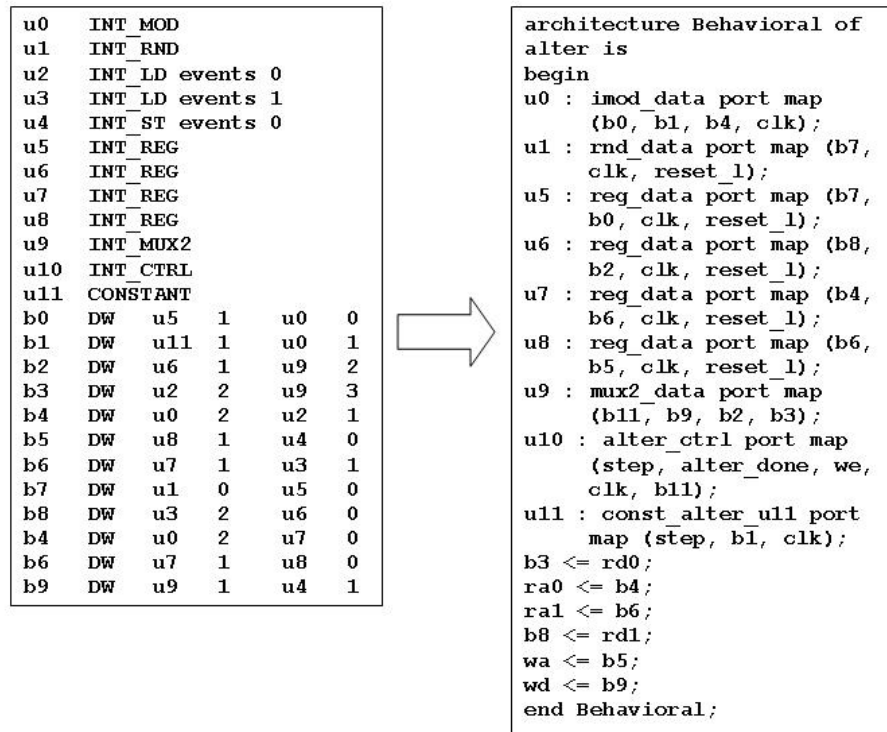 u0 INT_MOD
u1 INT_RND
u2 INT_LD events 0
u3 INT_LD events 1
u4 INT_ST events 0
u5 INT_REG
u6 INT_REG
u7 INT_REG
u8 INT_REG
u9 INT_MUX2
u10 INT_CTRL
u11 CONSTANT
b0 DW u5 1 u0 0
b1 DW u11 1 u0 1
b2 DW u6 1 u9 2
b3 DW u2 2 u9 3
b4 DW u0 2 u2 1
b5 DW u8 1 u4 0
b6 DW u7 1 u3 1
b7 DW u1 0 u5 0
b8 DW u3 2 u6 0
b4 DW u0 2 u7 0
b6 DW u7 1 u8 0
b9 DW u9 1 u4 1
architecture Behavioral of
alter is
begin
u0 : imod_data port map
(b0, b1, b4, clk);
u1 : rnd_data port map (b7,
clk, reset_l);
u5 : reg_data port map (b7,
b0, clk, reset_l);
u6 : reg_data port map (b8,
b2, clk, reset_l);
u7 : reg_data port map (b4,
b6, clk, reset_l);
u8 : reg_data port map (b6,
b5, clk, reset_l);
u9 : mux2_data port map
(b11, b9, b2, b3);
u10 : alter_ctrl port map
(step, alter_done, we,
clk, b11);
u11 : const_alter_u11 port
map (step, b1, clk);
b3 <= rd0;
ra0 <= b4;
ra1 <= b6;
b8 <= rd1;
wa <= b5;
wd <= b9;
end Behavioral;